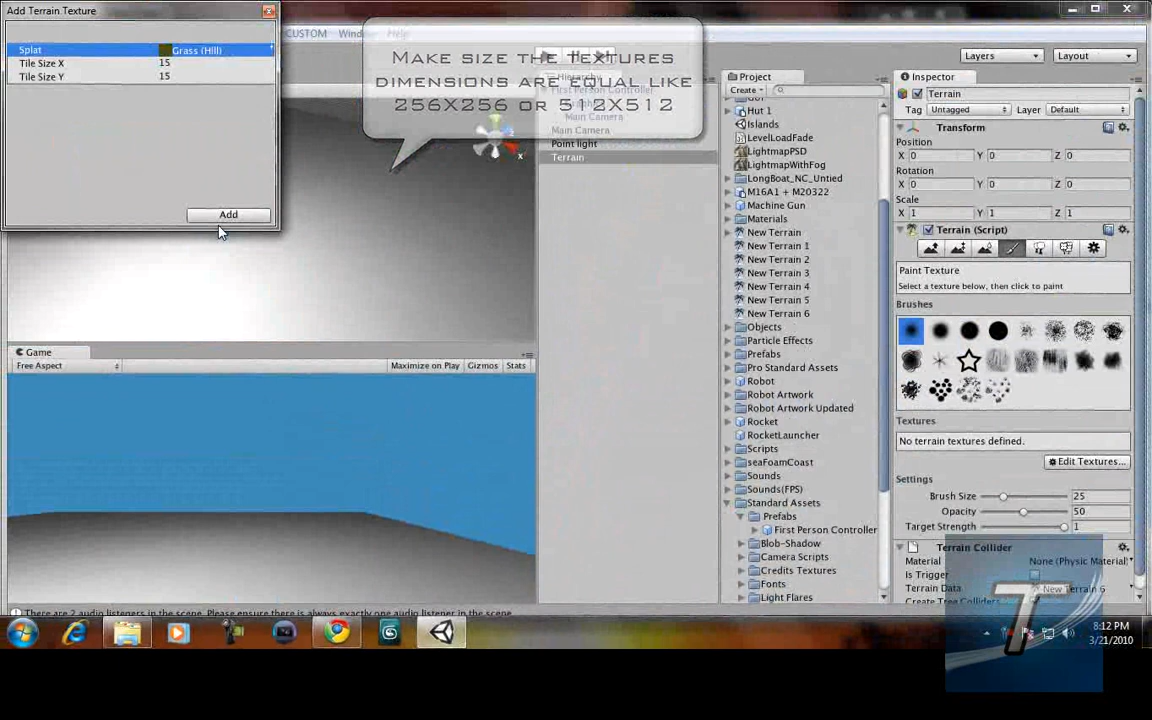 Add Terrain Texture
Splat
Grass (Hill)
Tile Size X
15
Tile Size Y
15
Add
CUSTOM
Help
Make size the textures
dimensions are equal like
256x256 or 512x512
Hierarchy
First Person Controller
Main Camera
Main Camera
Point light
Terrain
x
Game
Free Aspect
Maximize on Play
Gizmos
Stats
There are 2 audio listeners in the scene. Please ensure there is always exactly one audio listener in the scene.
Layers
Layout
Project
Create
Hut 1
Islands
LevelLoadFade
LightmapPSD
LightmapWithFog
LongBoat_NC_Untied
M16A1 + M20322
Machine Gun
Materials
New Terrain
New Terrain 1
New Terrain 2
New Terrain 3
New Terrain 4
New Terrain 5
New Terrain 6
Objects
Particle Effects
Prefabs
Pro Standard Assets
Robot
Robot Artwork
Robot Artwork Updated
Rocket
RocketLauncher
Scripts
seaFoamCoast
Sounds
Sounds(FPS)
Standard Assets
Prefabs
First Person Controller
Blob-Shadow
Camera Scripts
Credits Textures
Fonts
Light Flares
Inspector
Terrain
Tag
Untagged
Layer
Default
Transform
Position
X 0 Y 0 Z 0
Rotation
X 0 Y 0 Z 0
Scale
X 1 Y 1 Z 1
Terrain (Script)
Paint Texture
Select a texture below, then click to paint
Brushes
Textures
No terrain textures defined.
Edit Textures...
Settings
Brush Size
25
Opacity
50
Target Strength
1
Terrain Collider
Material
None (Physic Material)
Is Trigger
Terrain Data
New Terrain 6
Create Tree Colliders
T
8:12 PM
3/21/2010